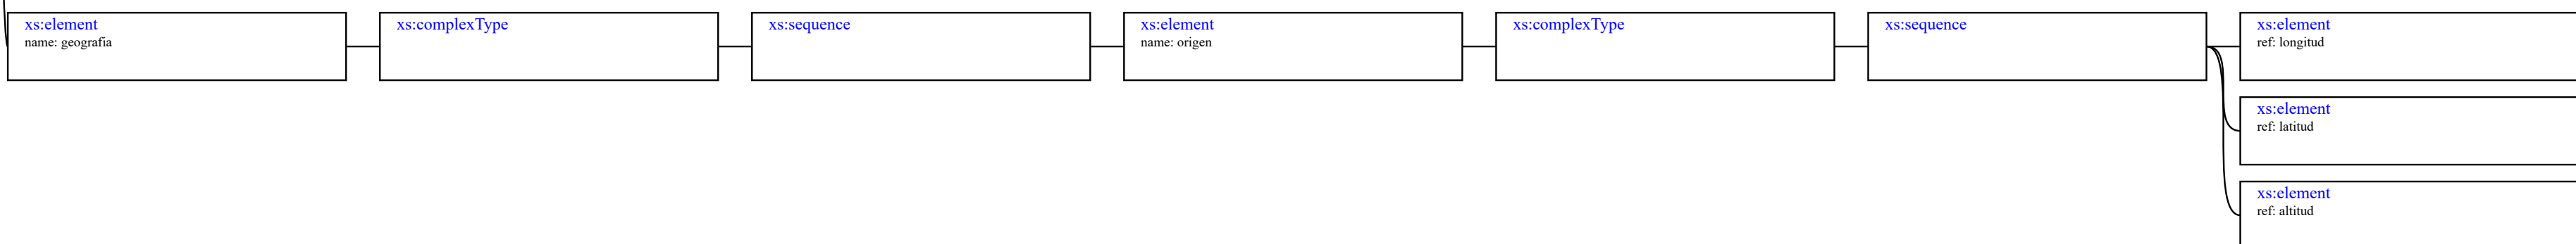 xs:element
name: geografia
xs:complexType
xs:sequence
xs:element
name: origen
xs:complexType
xs:sequence
xs:element
ref: longitud
xs:element
ref: latitud
xs:element
ref: altitud